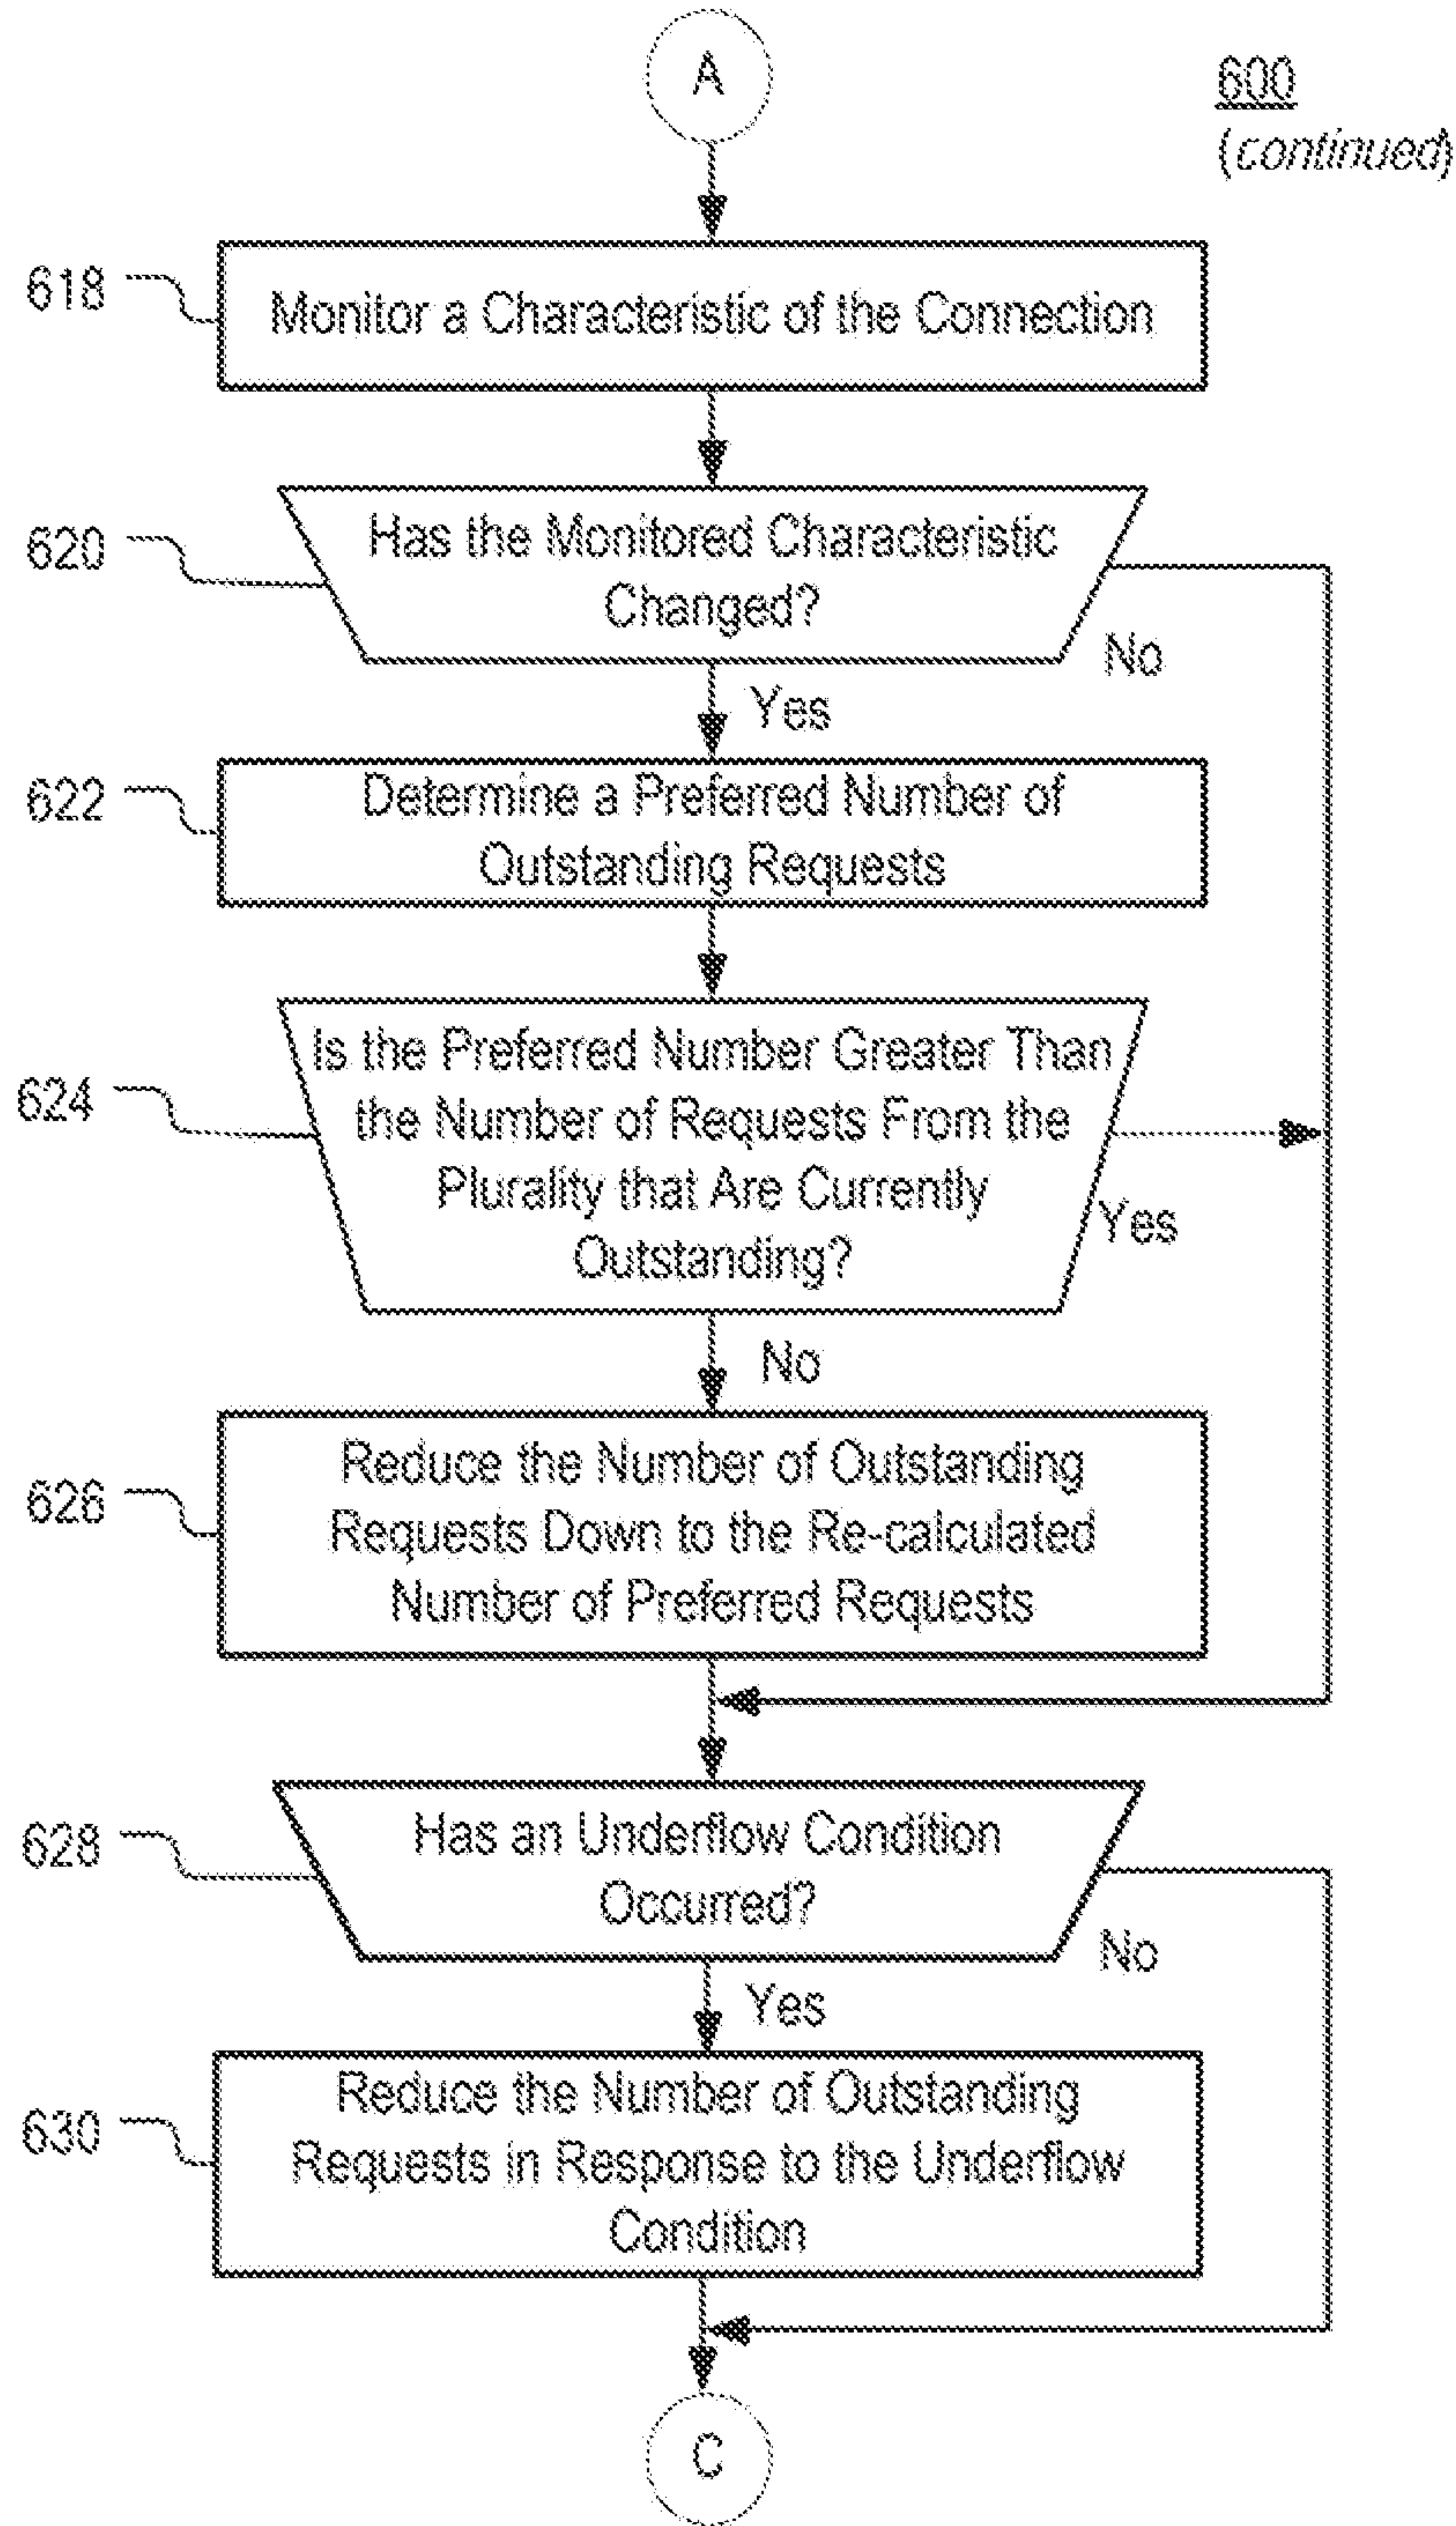 A
600
(continued)
618
Monitor a Characteristic of the Connection
620
Has the Monitored Characteristic
Changed?
No
Yes
622
Determine a Preferred Number of
Outstanding Requests
624
Is the Preferred Number Greater Than
the Number of Requests From the
Plurality that Are Currently
Outstanding?
Yes
No
626
Reduce the Number of Outstanding
Requests Down to the Re-calculated
Number of Preferred Requests
628
Has an Underflow Condition
Occurred?
No
Yes
630
Reduce the Number of Outstanding
Requests in Response to the Underflow
Condition
C